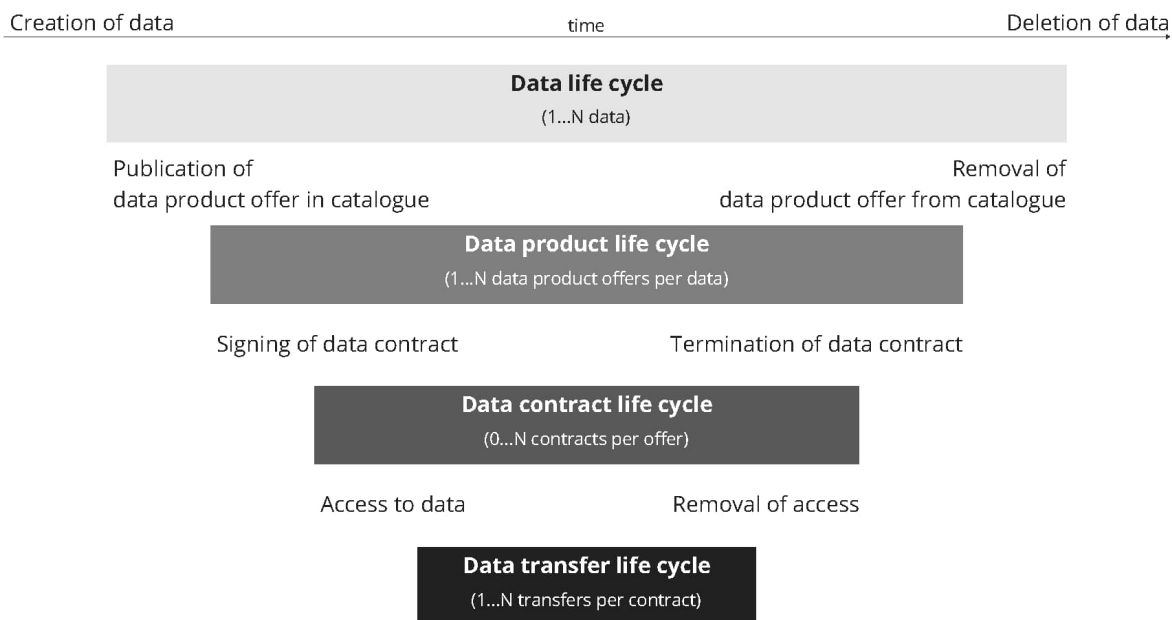 Creation of data time Deletion of data
Data life cycle
(1...N data)
Publication of Removal of
data product offer in catalogue data product offer from catalogue
Data product life cycle
(1...N data product offers per data)
Signing of data contract Termination of data contract
Data contract life cycle
(0...N contracts per offer)
Access to data Removal of access
Data transfer life cycle
(1...N transfers per contract)